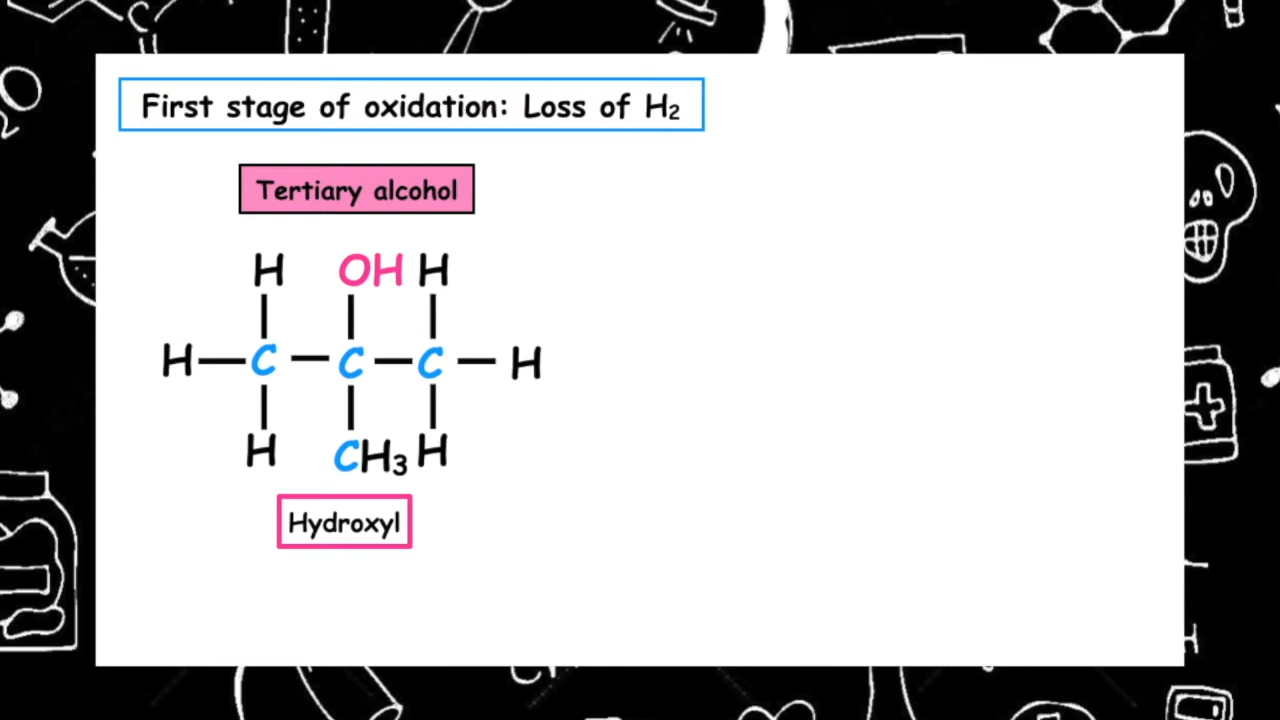 First stage of oxidation: Loss of H₂
Tertiary alcohol
H OH H
H C C C H
H CH₃ H
Hydroxyl